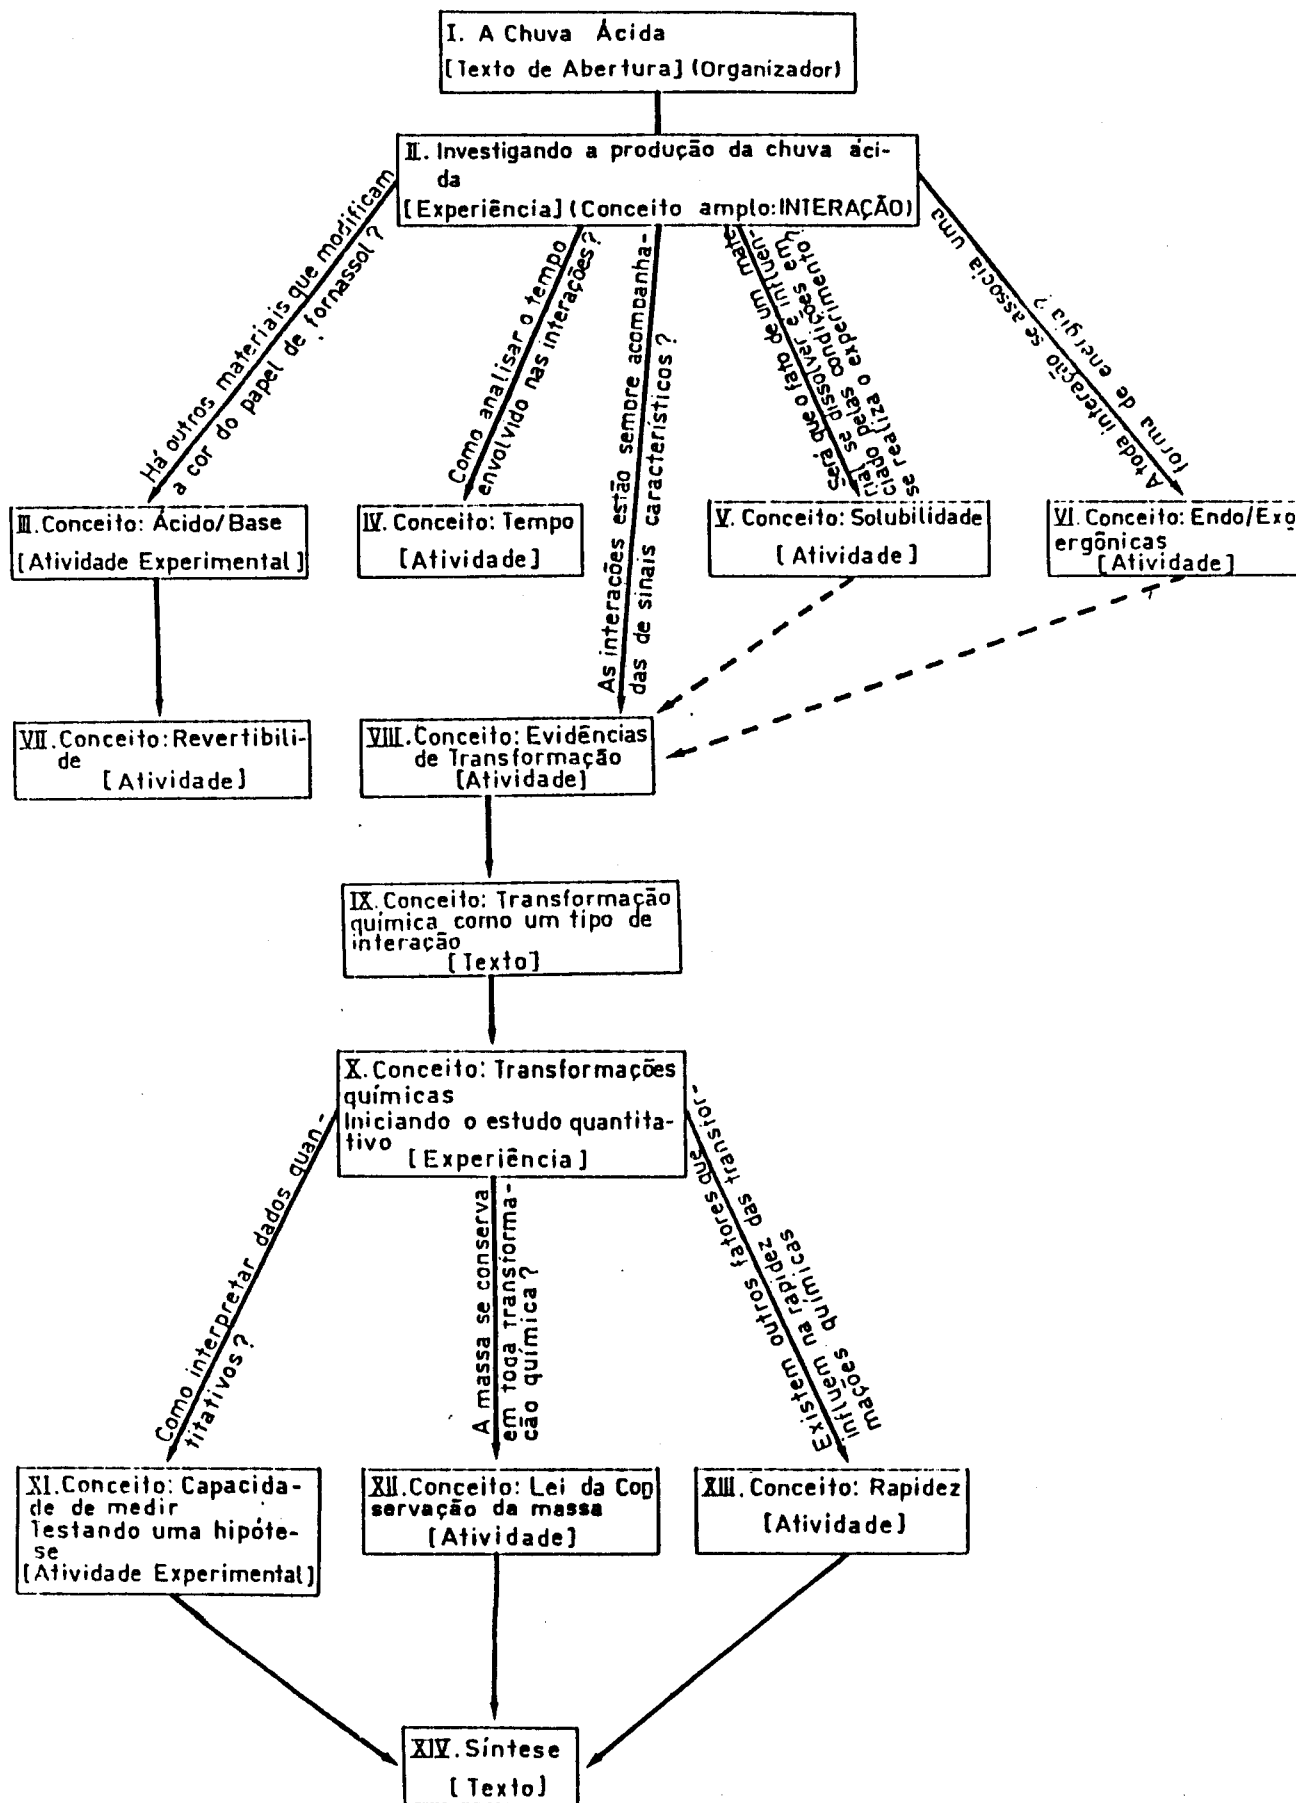 I. A Chuva Ácida
[Texto de Abertura] (Organizador)
II. Investigando a produção da chuva áci-
da
[Experiência] (Conceito amplo: INTERAÇÃO)
Há outros materiais que modificam
a cor do papel de tornassol?
Como analisar o tempo
envolvido nas interações?
As interações estão sempre acompanha-
das de sinais característicos?
Será que o fato de um mate-
rial se dissolver é influen-
ciado pelas condições em
se realiza o experimento?
A toda interação se associa uma
forma de energia?
III. Conceito: Ácido/Base
[Atividade Experimental]
IV. Conceito: Tempo
[Atividade]
V. Conceito: Solubilidade
[Atividade]
VI. Conceito: Endo/Exo
ergônicas
[Atividade]
VII. Conceito: Revertibili-
de
[Atividade]
VIII. Conceito: Evidências
de Transformação
[Atividade]
IX. Conceito: Transformação
química como um tipo de
interação
[Texto]
X. Conceito: Transformações
químicas
Iniciando o estudo quantita-
tivo
[Experiência]
Como interpretar dados quan-
titativos?
A massa se conserva
em toda transforma-
ção química?
Existem outros fatores que
influem na rapidez das transfor-
mações químicas
XI. Conceito: Capacida-
de de medir
Testando uma hipóte-
se
[Atividade Experimental]
XII. Conceito: Lei da Con
servação da massa
[Atividade]
XIII. Conceito: Rapidez
[Atividade]
XIV. Síntese
[Texto]